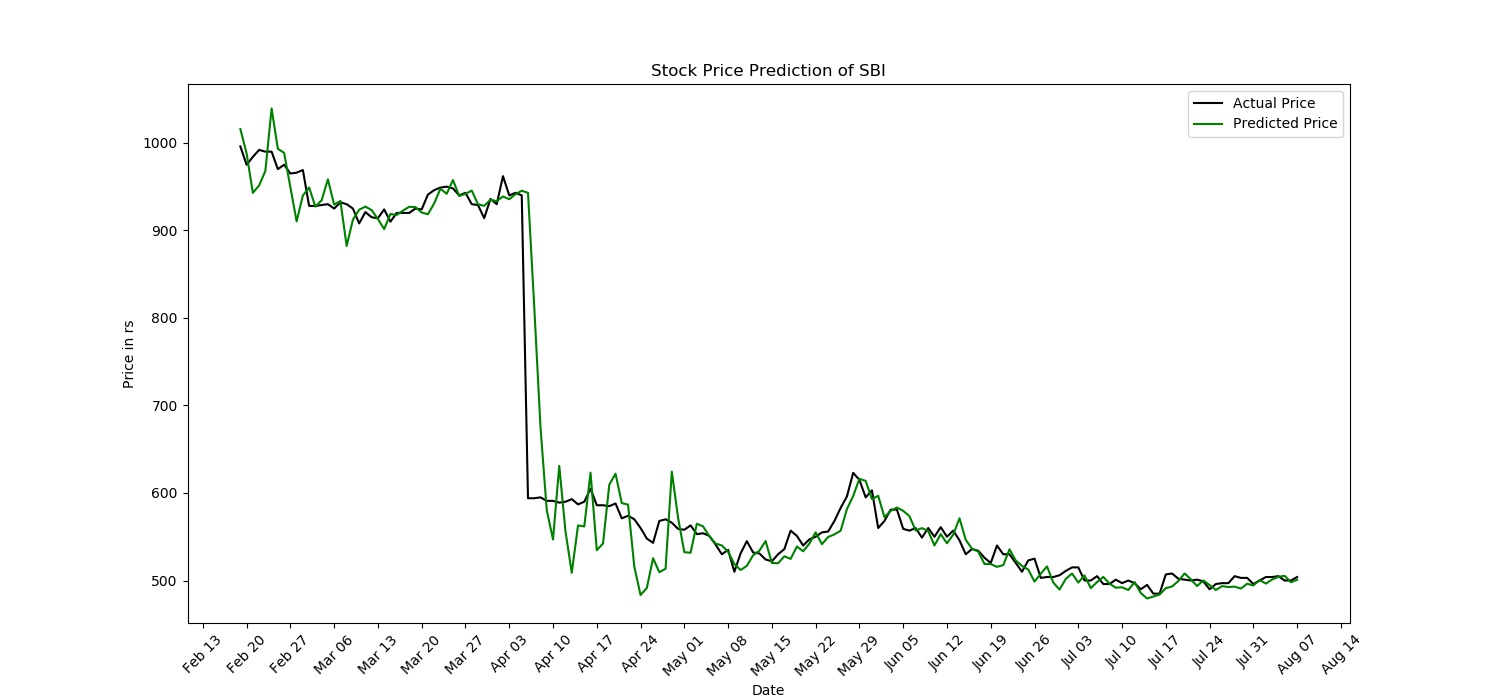 Stock Price Prediction of SBI
Actual Price
Predicted Price
Price in rs
1000
900
800
700
600
500
Feb 13
Feb 20
Feb 27
Mar 06
Mar 13
Mar 20
Mar 27
Apr 03
Apr 10
Apr 17
Apr 24
May 01
May 08
May 15
May 22
May 29
Jun 05
Jun 12
Jun 19
Jun 26
Jul 03
Jul 10
Jul 17
Jul 24
Jul 31
Aug 07
Aug 14
Date